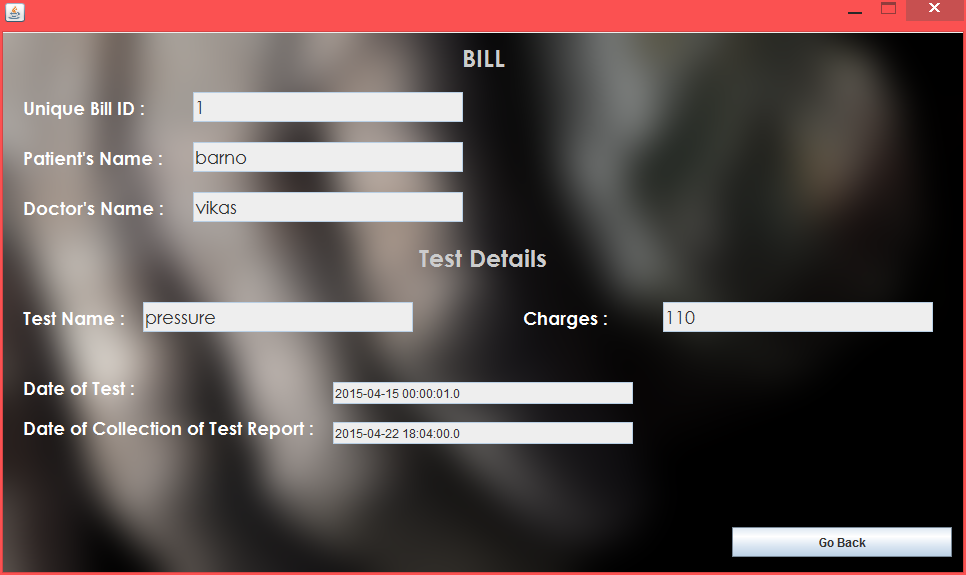 BILL
Unique Bill ID : 1
Patient's Name : barno
Doctor's Name : vikas
Test Details
Test Name : pressure Charges : 110
Date of Test : 2015-04-15 00:00:01.0
Date of Collection of Test Report : 2015-04-22 18:04:00.0
Go Back